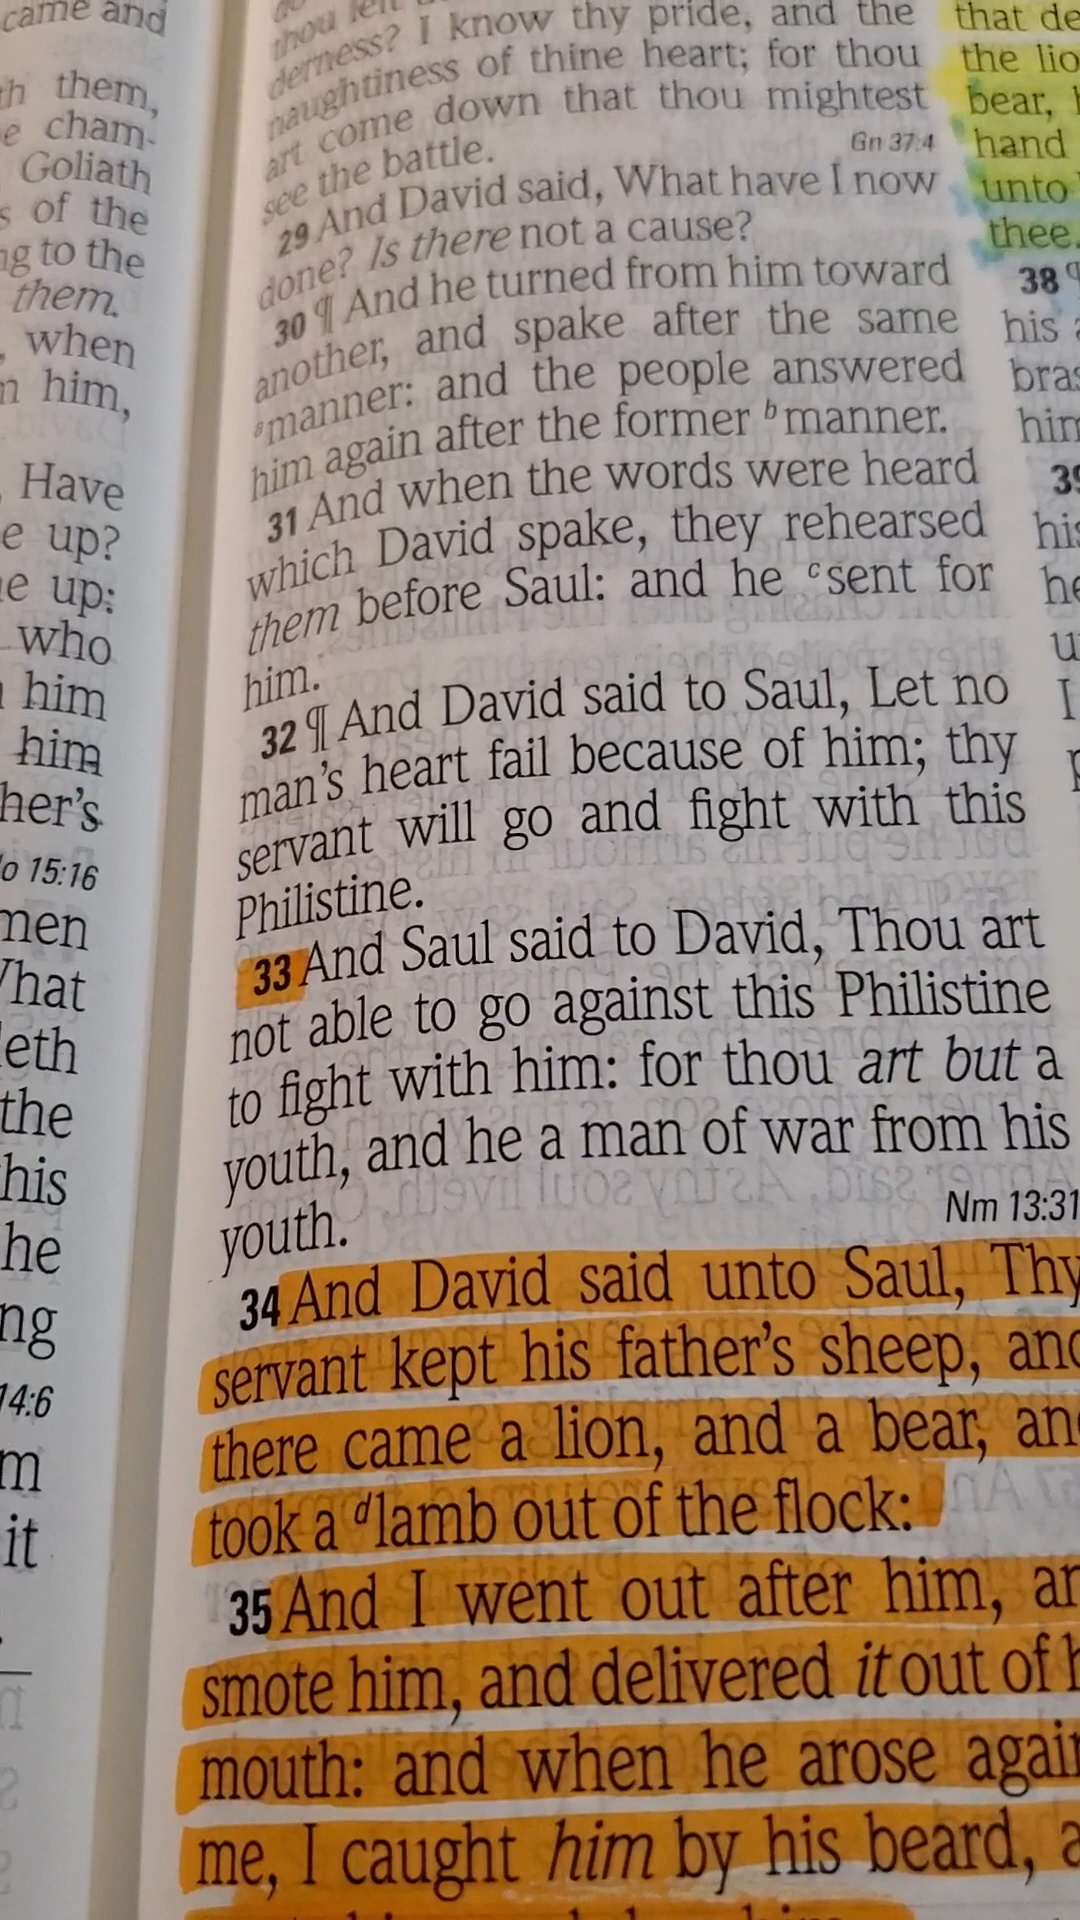 came and
them,
cham-
Goliath
of the
to the
them.
when
him,
Have
up?
up:
who
him
him
15:16
men
the
his
he
14:6
it
thou left
derness? I know thy pride, and the
naughtiness of thine heart; for thou
art come down that thou mightest
see the battle.
Gn 37:4
29 And David said, What have I now
done? Is there not a cause?
30 ¶ And he turned from him toward
another, and spake after the same
a manner: and the people answered
him again after the former b manner.
31 And when the words were heard
which David spake, they rehearsed
them before Saul: and he c sent for
him.
32 ¶ And David said to Saul, Let no
man's heart fail because of him; thy
servant will go and fight with this
Philistine.
33 And Saul said to David, Thou art
not able to go against this Philistine
to fight with him: for thou art but a
youth, and he a man of war from his
youth.
Nm 13:31
34 And David said unto Saul, Thy
servant kept his father's sheep, and
there came a lion, and a bear, an
took a d lamb out of the flock:
35 And I went out after him, an
smote him, and delivered it out of h
mouth: and when he arose again
me, I caught him by his beard, a
that de
the lio
bear,
hand
unto
thee.
38 ¶
his
bras
him
39
his
he
I